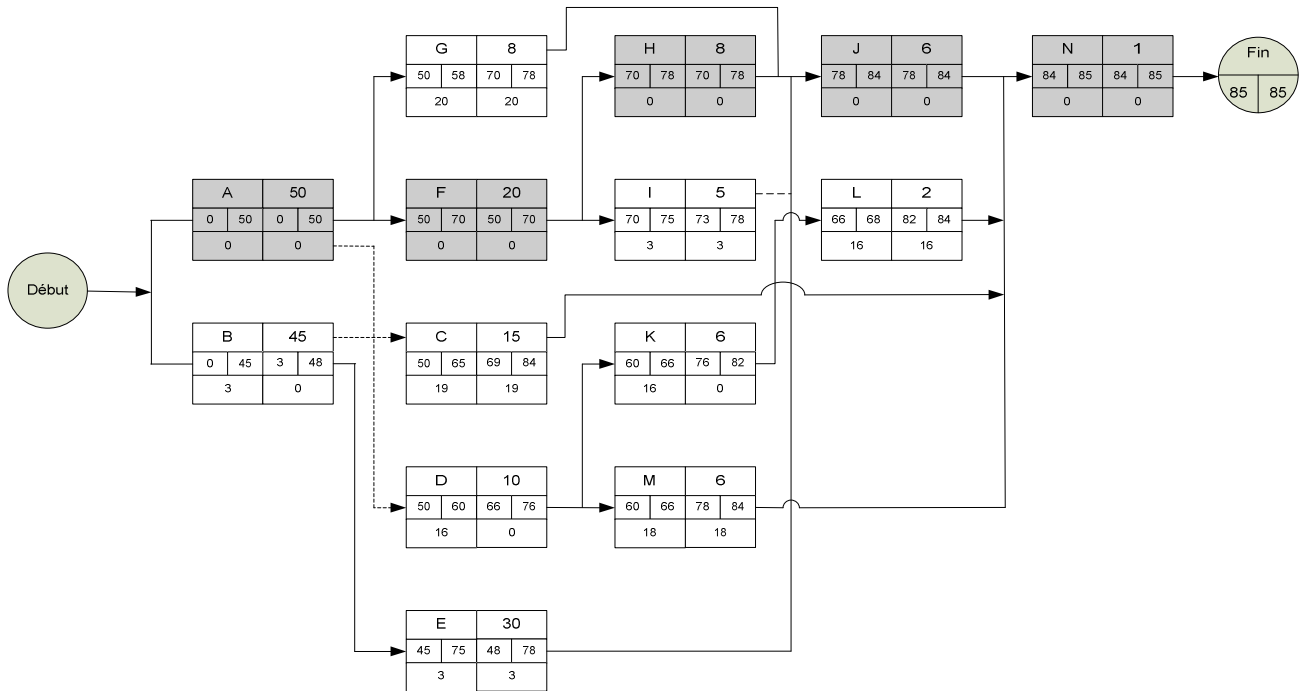 G 8
50 58 70 78
20 20
H 8
70 78 70 78
0 0
J 6
78 84 78 84
0 0
N 1
84 85 84 85
0 0
Fin
85 85
A 50
0 50 0 50
0 0
F 20
50 70 50 70
0 0
I 5
70 75 73 78
3 3
L 2
66 68 82 84
16 16
Début
B 45
0 45 3 48
3 0
C 15
50 65 69 84
19 19
K 6
60 66 76 82
16 0
D 10
50 60 66 76
16 0
M 6
60 66 78 84
18 18
E 30
45 75 48 78
3 3